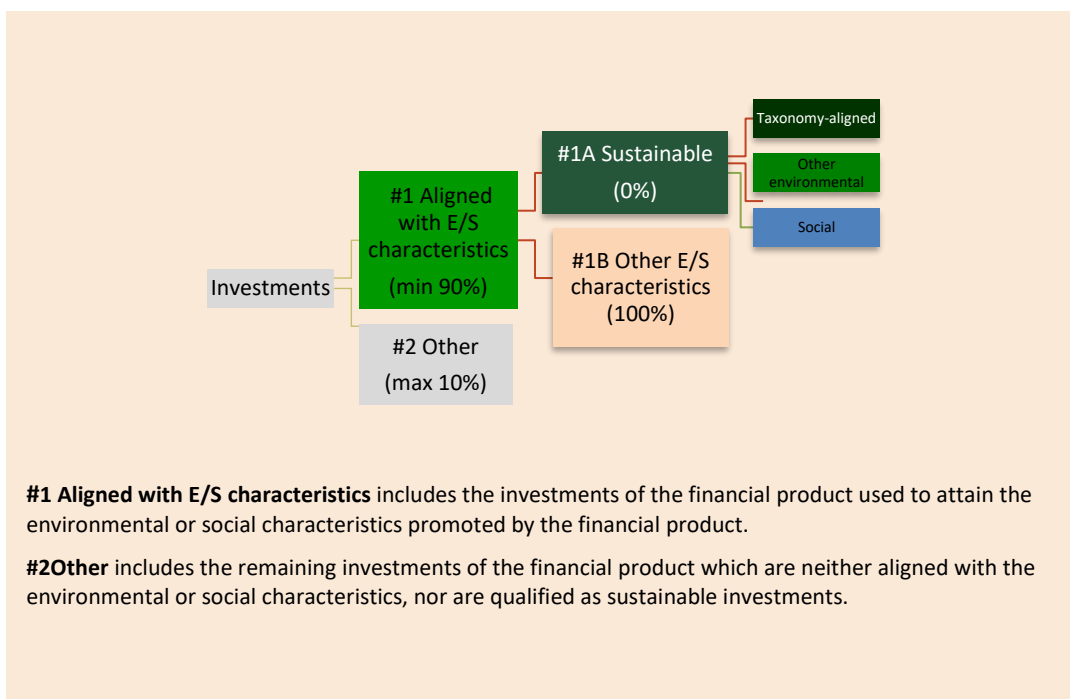 Taxonomy-aligned
#1A Sustainable
(0%)
Other
environmental
#1 Aligned
with E/S
characteristics
(min 90%)
Social
#1B Other E/S
characteristics
(100%)
Investments
#2 Other
(max 10%)
#1 Aligned with E/S characteristics includes the investments of the financial product used to attain the
environmental or social characteristics promoted by the financial product.
#2Other includes the remaining investments of the financial product which are neither aligned with the
environmental or social characteristics, nor are qualified as sustainable investments.